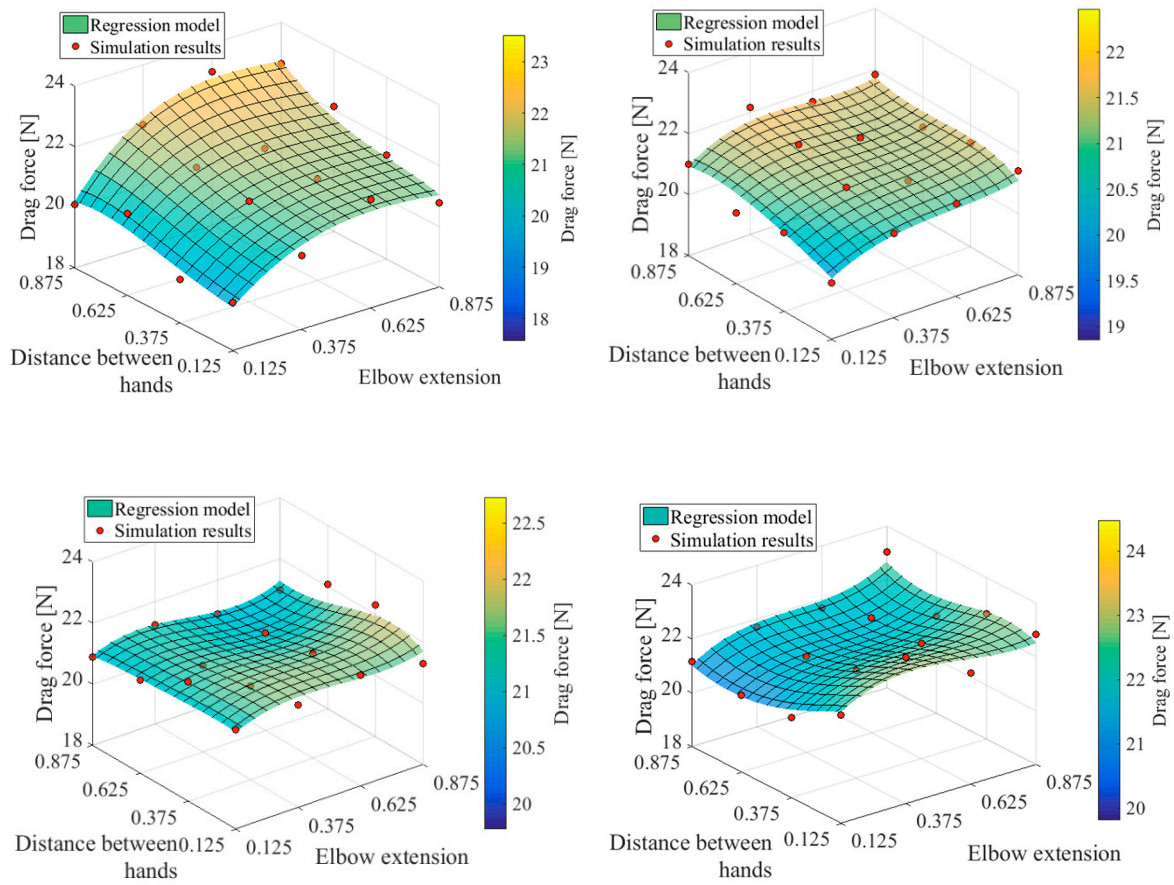 Regression model
Simulation results
24
22
20
18
Drag force [N]
0.875
0.625
0.375
0.125
Distance between
hands
0.125
0.375
0.625
0.875
Elbow extension
23
22
21
20
19
18
Drag force [N]
Regression model
Simulation results
24
22
20
18
Drag force [N]
0.875
0.625
0.375
0.125
Distance between
hands
0.125
0.375
0.625
0.875
Elbow extension
22
21.5
21
20.5
20
19.5
19
Drag force [N]
Regression model
Simulation results
24
22
20
18
Drag force [N]
0.875
0.625
0.375
0.125
Distance between
hands
0.125
0.375
0.625
0.875
Elbow extension
22.5
22
21.5
21
20.5
20
Drag force [N]
Regression model
Simulation results
24
22
20
18
Drag force [N]
0.875
0.625
0.375
0.125
Distance between
hands
0.125
0.375
0.625
0.875
Elbow extension
24
23
22
21
20
Drag force [N]